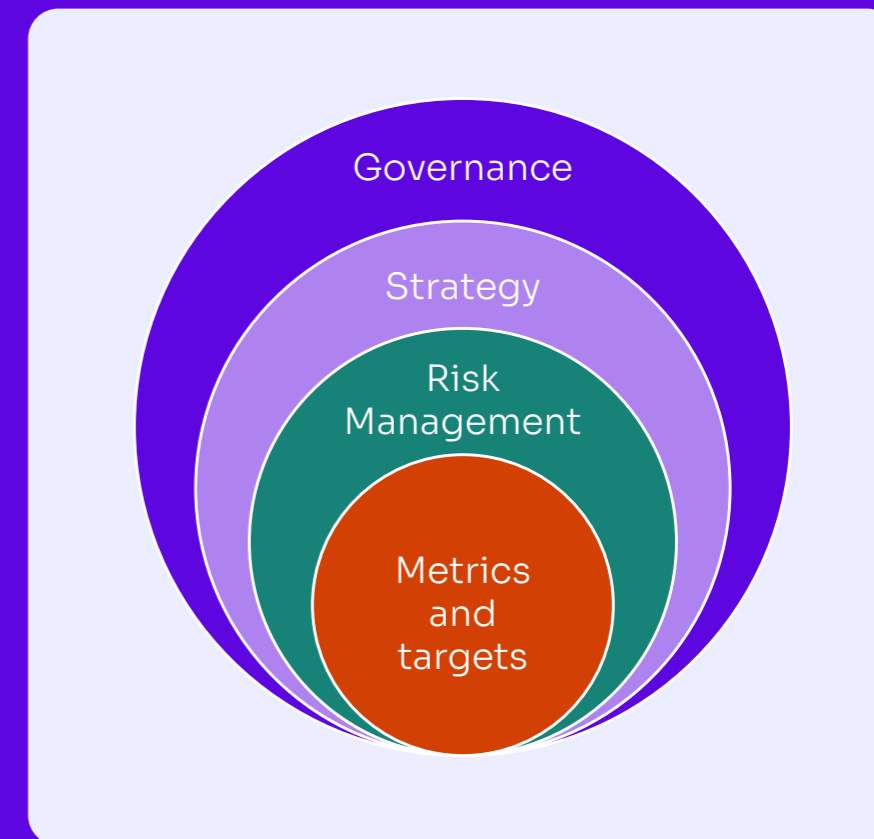 Governance
Strategy
Risk
Management
Metrics
and
targets